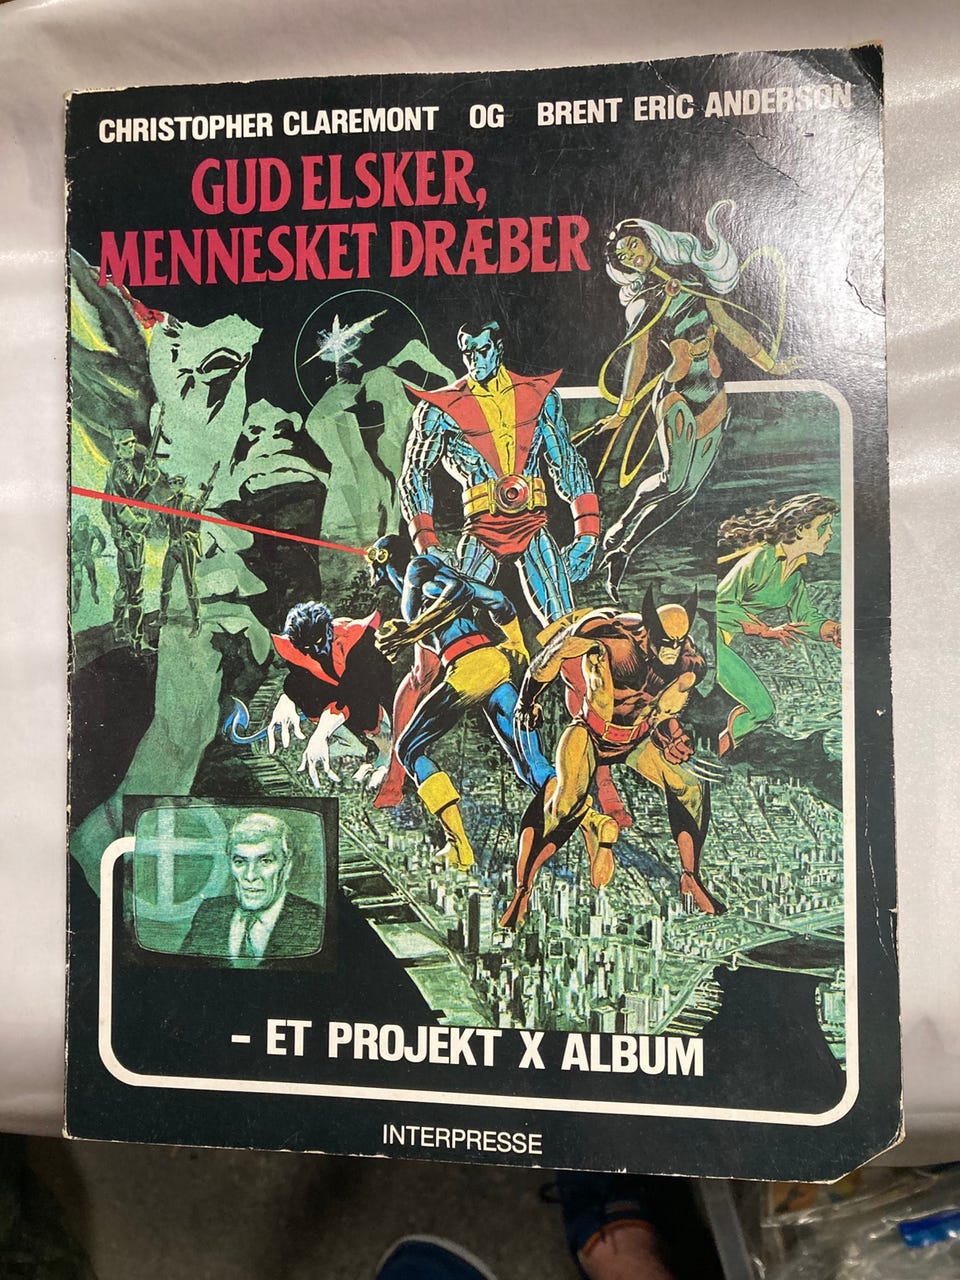 CHRISTOPHER CLAREMONT OG BRENT ERIC ANDERSON
GUD ELSKER,
MENNESKET DRÆBER
- ET PROJEKT X ALBUM
INTERPRESSE